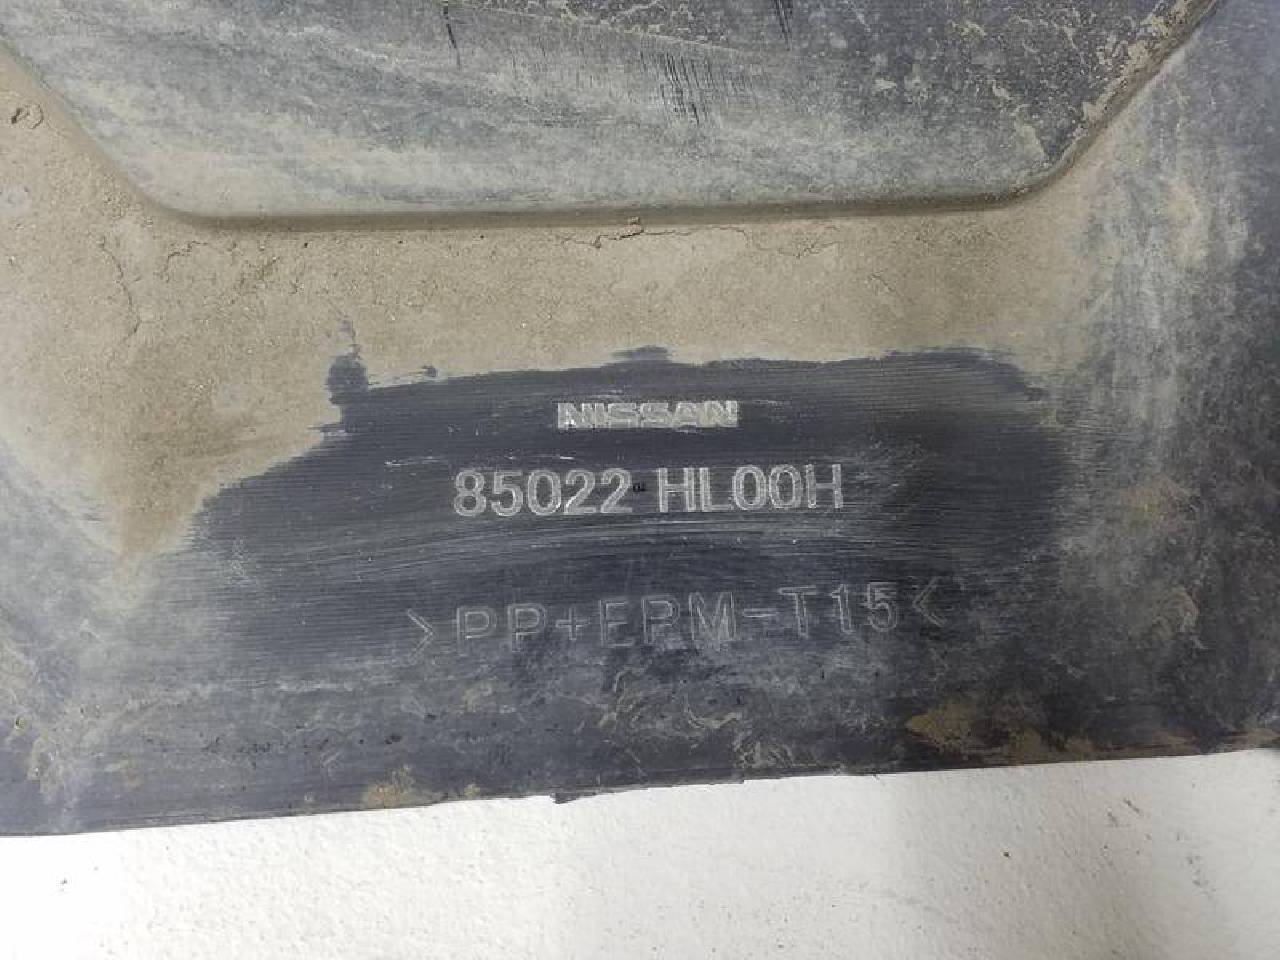 NISSAN
85022 HL00H
>PP+EPM-T15<